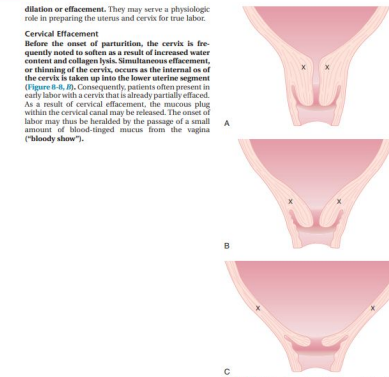 dilation or effacement. They may serve a physiologic
role in preparing the uterus and cervix for true labor.
Cervical Effacement
Before the onset of parturition, the cervix is fre-
quently noted to soften as a result of increased water
content and collagen lysis. Simultaneous effacement,
or thinning of the cervix, occurs as the internal os of
the cervix is taken up into the lower uterine segment
(Figure 8-8, B). Consequently, patients often present in
early labor with a cervix that is already partially effaced.
As a result of cervical effacement, the mucous plug
within the cervical canal may be released. The onset of
labor may thus be heralded by the passage of a small
amount of blood-tinged mucus from the vagina
("bloody show").
X X
A
X X
B
X X
C